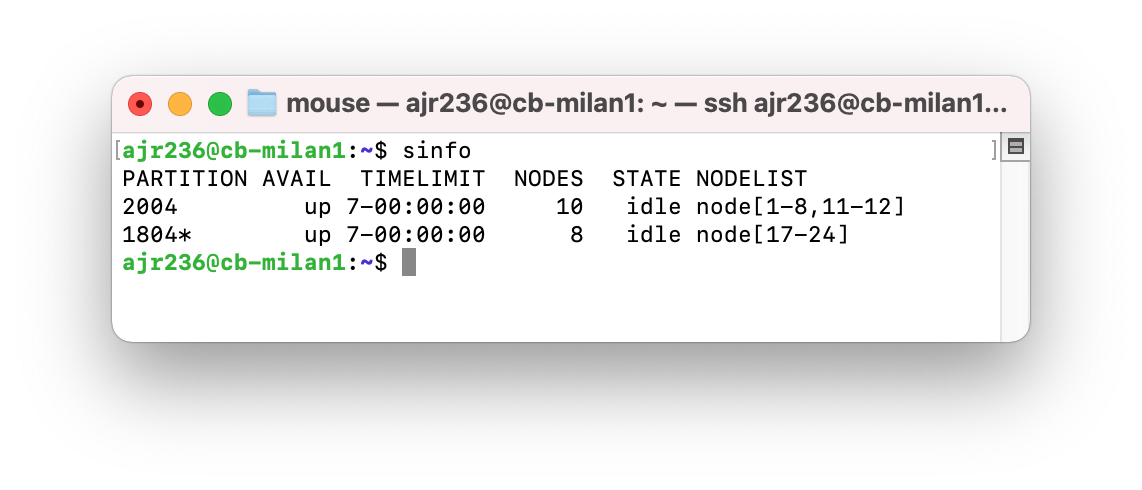 mouse — ajr236@cb-milan1: ~ — ssh ajr236@cb-milan1...
[ajr236@cb-milan1:~$ sinfo ]
PARTITION AVAIL  TIMELIMIT  NODES  STATE NODELIST
2004         up 7-00:00:00     10   idle node[1-8,11-12]
1804*        up 7-00:00:00      8   idle node[17-24]
ajr236@cb-milan1:~$